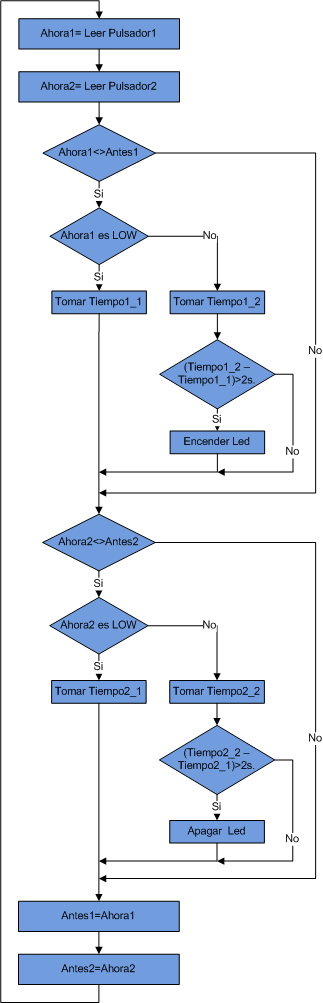 Ahora1= Leer Pulsador1
Ahora2= Leer Pulsador2
Ahora1<>Antes1
Si
Ahora1 es LOW
No
Si
Tomar Tiempo1_1
Tomar Tiempo1_2
No
(Tiempo1_2 –
Tiempo1_1)>2s.
Si
Encender Led
No
Ahora2<>Antes2
Si
Ahora2 es LOW
No
Si
Tomar Tiempo2_1
Tomar Tiempo2_2
No
(Tiempo2_2 –
Tiempo2_1)>2s.
Si
Apagar Led
No
Antes1=Ahora1
Antes2=Ahora2